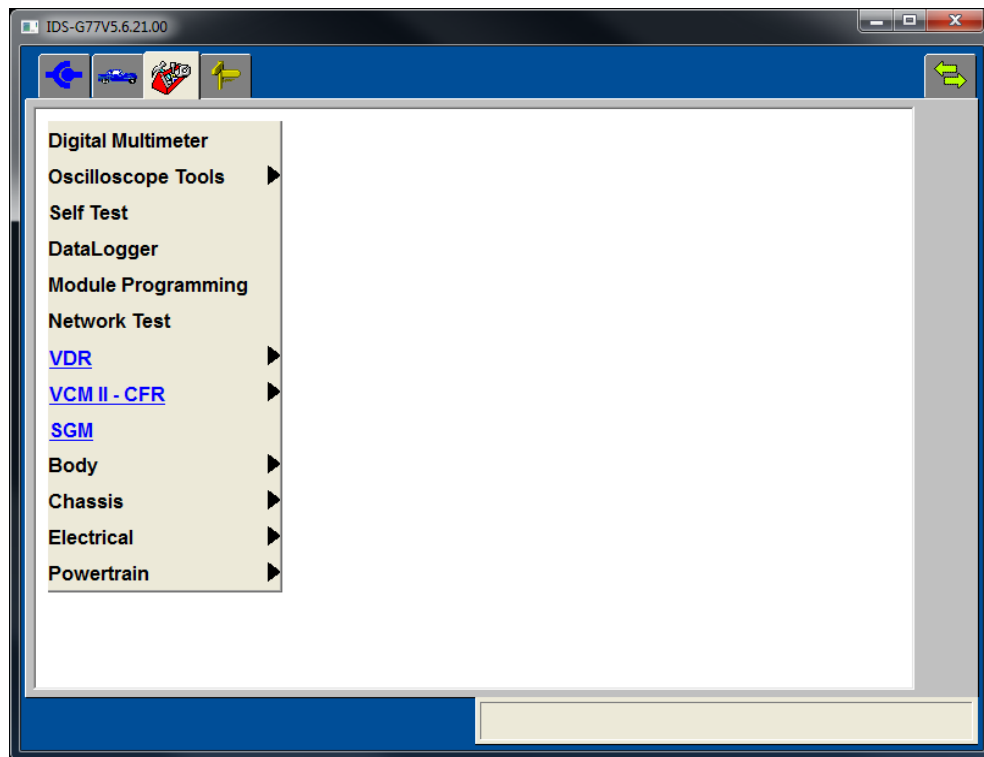 IDS-G77V5.6.21.00
Digital Multimeter
Oscilloscope Tools
Self Test
DataLogger
Module Programming
Network Test
VDR
VCM II - CFR
SGM
Body
Chassis
Electrical
Powertrain